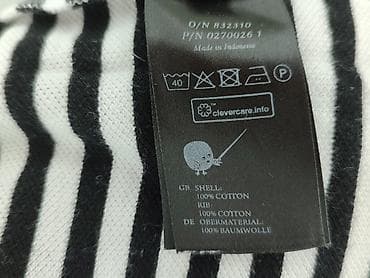 O/N 832310
P/N 0270026 1
Made in Indonesia
40
P
clevercare.info
GB SHELL:
100% COTTON
RIB:
100% COTTON
DE OBERMATERIAL:
100% BAUMWOLLE